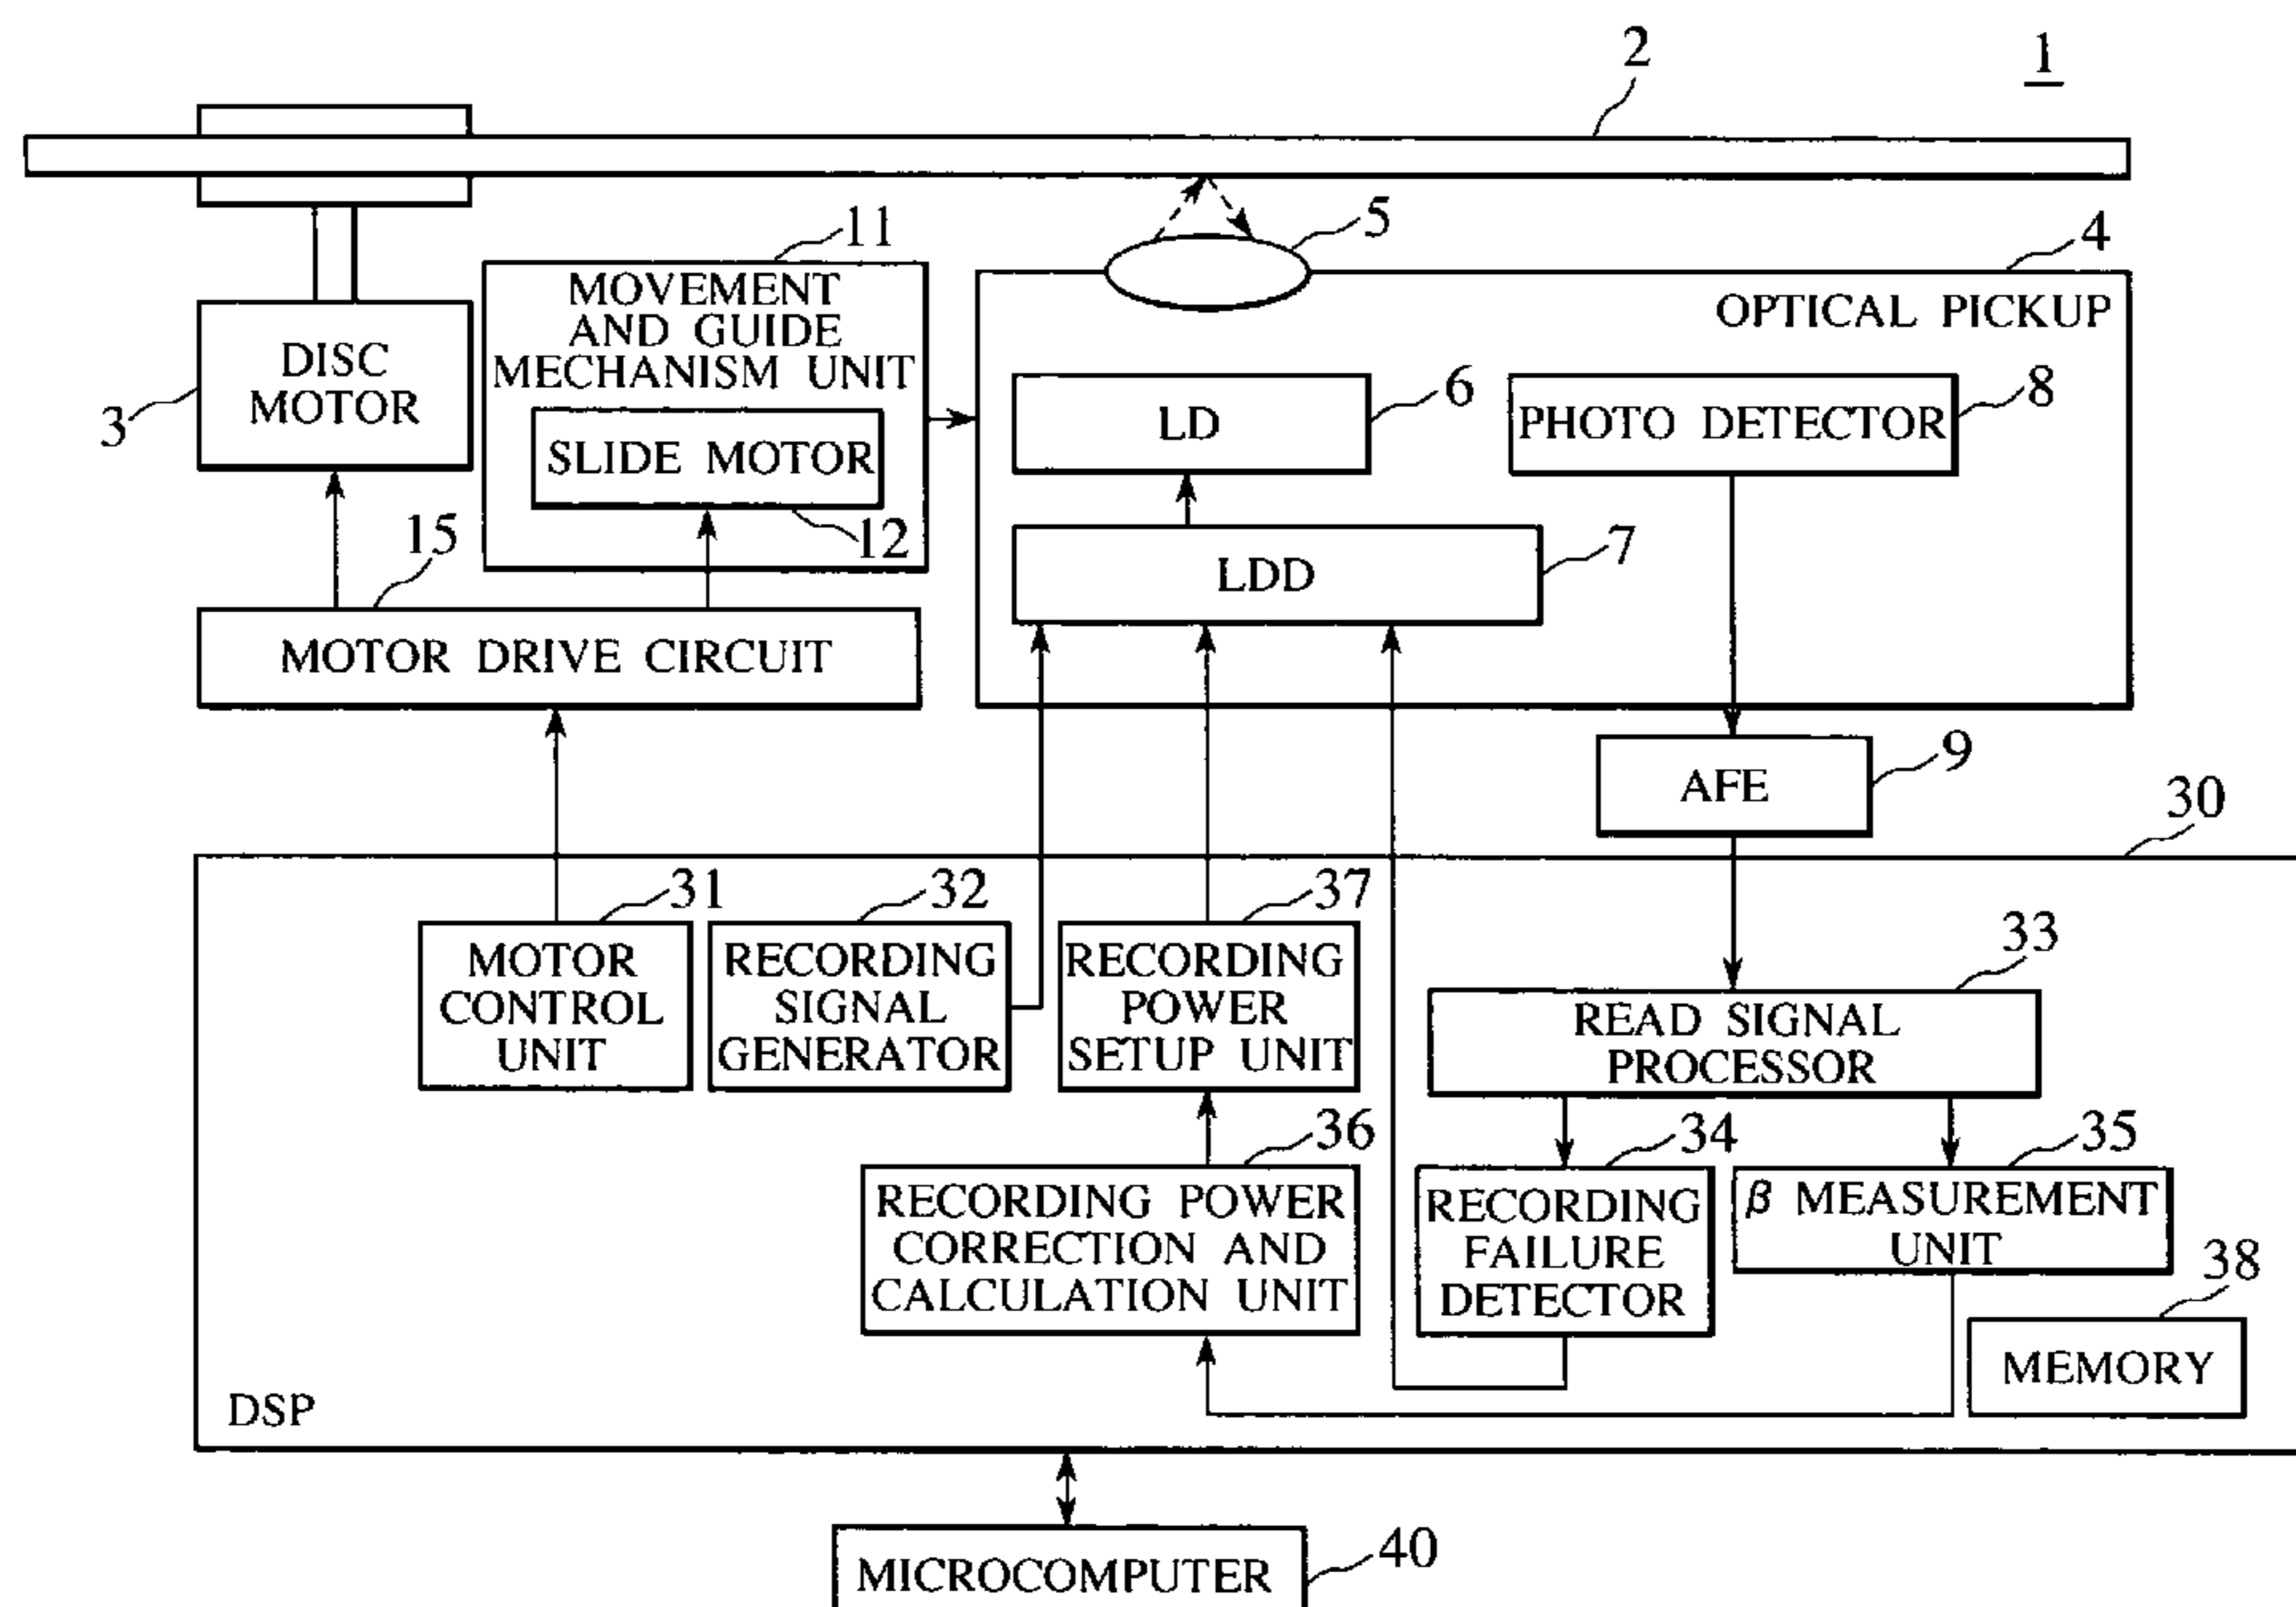 2
1
5
4
11
MOVEMENT
AND GUIDE
MECHANISM UNIT
OPTICAL PICKUP
DISC
MOTOR
3
SLIDE MOTOR
12
LD
6
PHOTO DETECTOR
8
15
LDD
7
MOTOR DRIVE CIRCUIT
AFE
9
30
31
MOTOR
CONTROL
UNIT
32
RECORDING
SIGNAL
GENERATOR
37
RECORDING
POWER
SETUP UNIT
33
READ SIGNAL
PROCESSOR
36
RECORDING POWER
CORRECTION AND
CALCULATION UNIT
34
RECORDING
FAILURE
DETECTOR
35
β MEASUREMENT
UNIT
38
MEMORY
DSP
MICROCOMPUTER
40